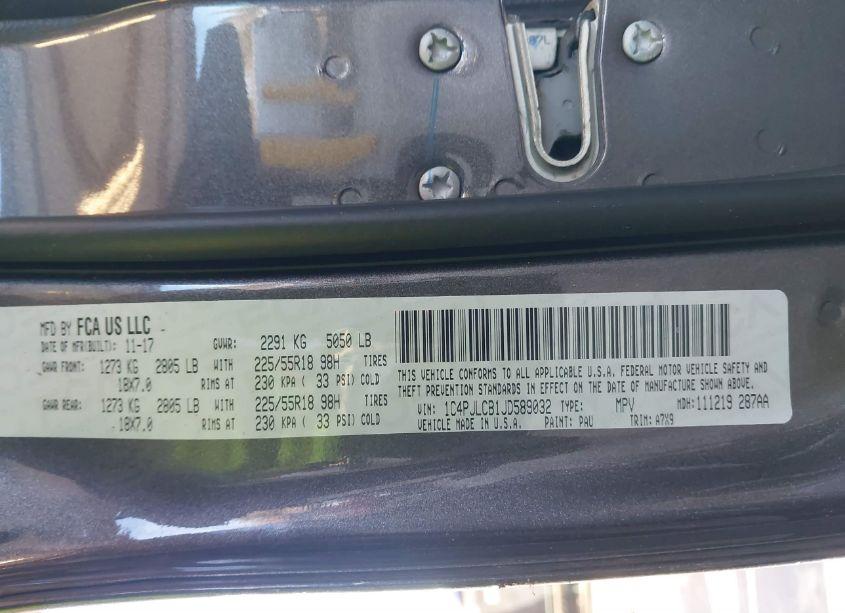 MFD BY FCA US LLC
DATE OF MFR(BUILT): 11-17 GVWR: 2291 KG 5050 LB
GAWR FRONT: 1273 KG 2805 LB WITH 225/55R18 98H TIRES
18X7.0 RIMS AT 230 KPA ( 33 PSI) COLD
GAWR REAR: 1273 KG 2805 LB WITH 225/55R18 98H TIRES
18X7.0 RIMS AT 230 KPA ( 33 PSI) COLD
THIS VEHICLE CONFORMS TO ALL APPLICABLE U.S.A. FEDERAL MOTOR VEHICLE SAFETY AND
THEFT PREVENTION STANDARDS IN EFFECT ON THE DATE OF MANUFACTURE SHOWN ABOVE
VIN: 1C4PJLCB1JD589032 TYPE: MPV MDH:111219 287AA
VEHICLE MADE IN U.S.A. PAINT: PAU TRIM: A7X9